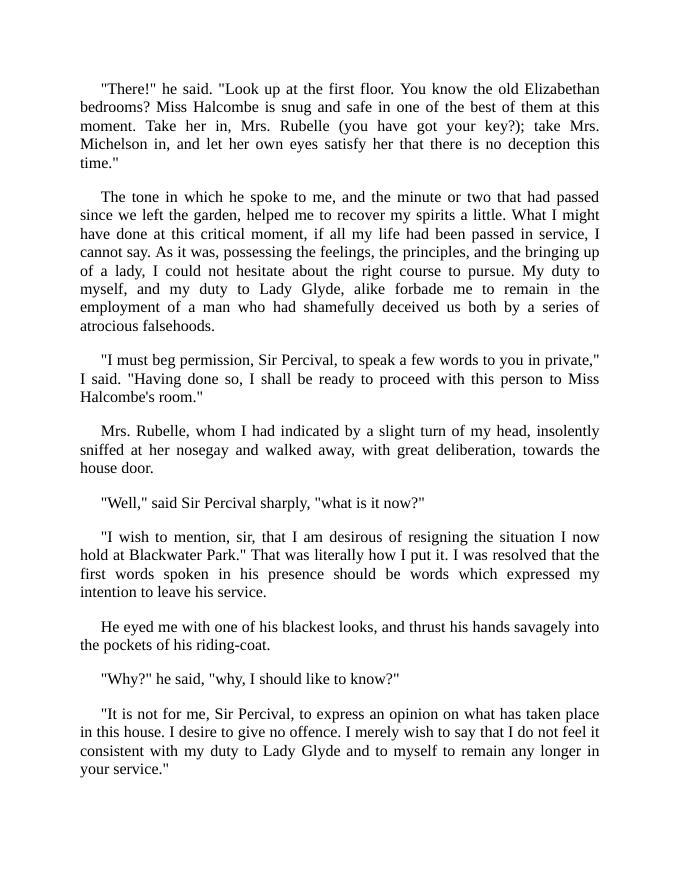 "There!" he said. "Look up at the first floor. You know the old Elizabethan
bedrooms? Miss Halcombe is snug and safe in one of the best of them at this
moment. Take her in, Mrs. Rubelle (you have got your key?); take Mrs.
Michelson in, and let her own eyes satisfy her that there is no deception this
time."
The tone in which he spoke to me, and the minute or two that had passed
since we left the garden, helped me to recover my spirits a little. What I might
have done at this critical moment, if all my life had been passed in service, I
cannot say. As it was, possessing the feelings, the principles, and the bringing up
of a lady, I could not hesitate about the right course to pursue. My duty to
myself, and my duty to Lady Glyde, alike forbade me to remain in the
employment of a man who had shamefully deceived us both by a series of
atrocious falsehoods.
"I must beg permission, Sir Percival, to speak a few words to you in private,"
I said. "Having done so, I shall be ready to proceed with this person to Miss
Halcombe's room."
Mrs. Rubelle, whom I had indicated by a slight turn of my head, insolently
sniffed at her nosegay and walked away, with great deliberation, towards the
house door.
"Well," said Sir Percival sharply, "what is it now?"
"I wish to mention, sir, that I am desirous of resigning the situation I now
hold at Blackwater Park." That was literally how I put it. I was resolved that the
first words spoken in his presence should be words which expressed my
intention to leave his service.
He eyed me with one of his blackest looks, and thrust his hands savagely into
the pockets of his riding-coat.
"Why?" he said, "why, I should like to know?"
"It is not for me, Sir Percival, to express an opinion on what has taken place
in this house. I desire to give no offence. I merely wish to say that I do not feel it
consistent with my duty to Lady Glyde and to myself to remain any longer in
your service."